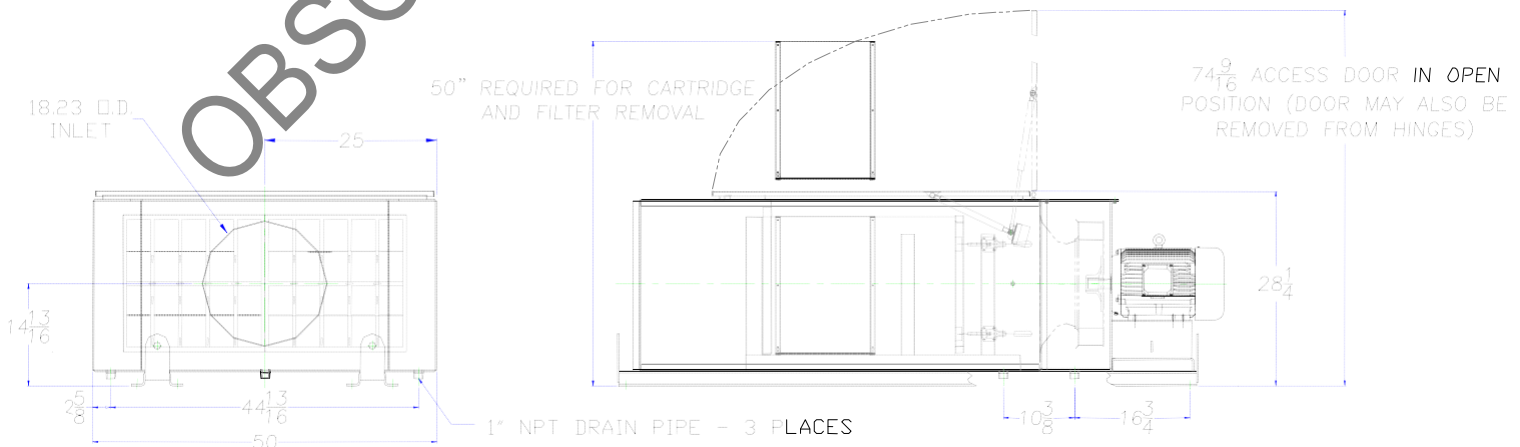 OBSO
18.23 O.D.
INLET
25
50" REQUIRED FOR CARTRIDGE
AND FILTER REMOVAL
74 9/16 ACCESS DOOR IN OPEN
POSITION (DOOR MAY ALSO BE
REMOVED FROM HINGES)
14 13/16
28 1/4
2 5/8
44 13/16
50
1" NPT DRAIN PIPE - 3 PLACES
10 3/8
16 3/4